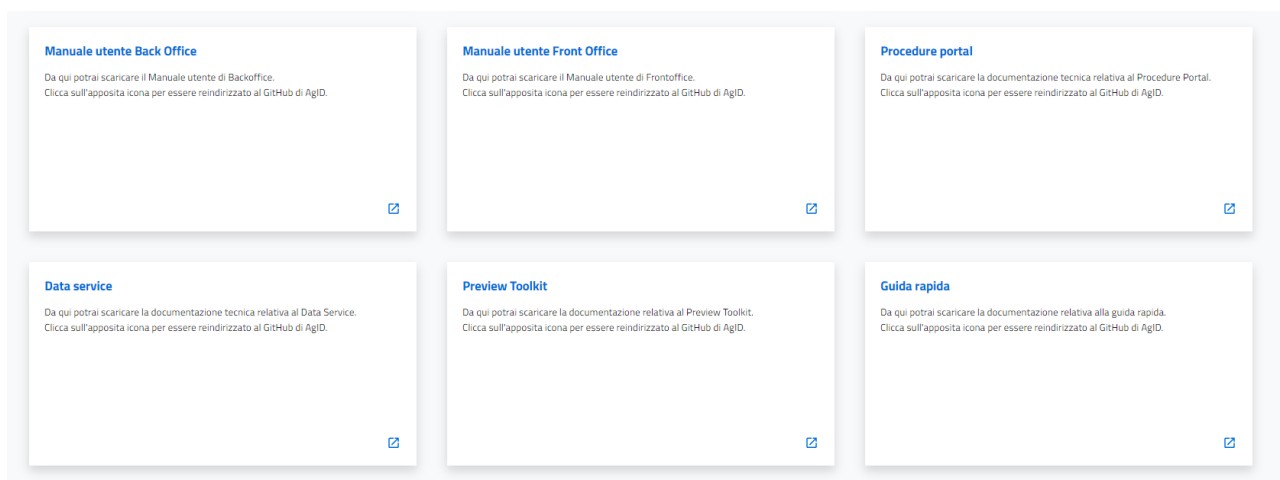 Manuale utente Back Office
Da qui potrai scaricare il Manuale utente di Backoffice.
Clicca sull'apposita icona per essere reindirizzato al GitHub di AgID.
Manuale utente Front Office
Da qui potrai scaricare il Manuale utente di Frontoffice.
Clicca sull'apposita icona per essere reindirizzato al GitHub di AgID.
Procedure portal
Da qui potrai scaricare la documentazione tecnica relativa al Procedure Portal.
Clicca sull'apposita icona per essere reindirizzato al GitHub di AgID.
Data service
Da qui potrai scaricare la documentazione tecnica relativa al Data Service.
Clicca sull'apposita icona per essere reindirizzato al GitHub di AgID.
Preview Toolkit
Da qui potrai scaricare la documentazione relativa al Preview Toolkit.
Clicca sull'apposita icona per essere reindirizzato al GitHub di AgID.
Guida rapida
Da qui potrai scaricare la documentazione relativa alla guida rapida.
Clicca sull'apposita icona per essere reindirizzato al GitHub di AgID.